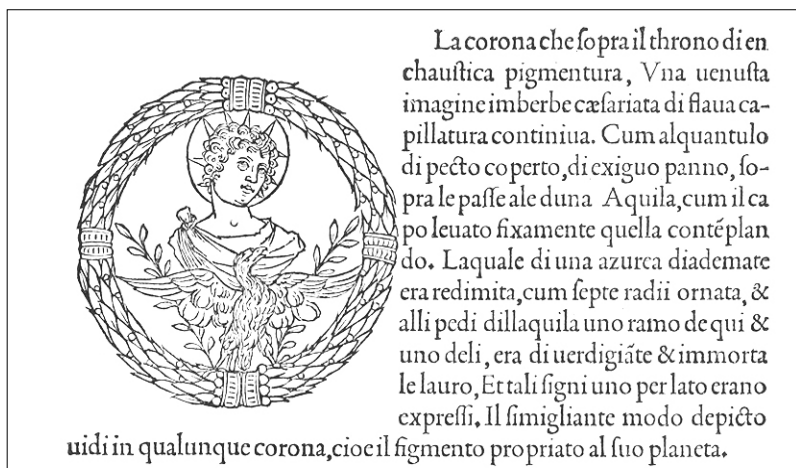 La corona che ſopra il throno di en
chauſtica pigmentura, Vna uenuſta
imagine imberbe cæſariata di flaua ca-
pillatura continiua. Cum alquantulo
di pecto coperto, di exiguo panno, ſo-
pra le paſſe ale duna Aquila, cum il ca
po leuato fixamente quella contéplan
do. Laquale di una azurea diademate
era redimita, cum ſepte radii ornata, &
alli pedi dillaquila uno ramo de qui &
uno deli, era di uerdigiãte & immorta
le lauro, Et tali ſigni uno per lato erano
expreſſi. Il ſimigliante modo depicto
uidi in qualunque corona, cioe il figmento propriato al ſuo planeta.